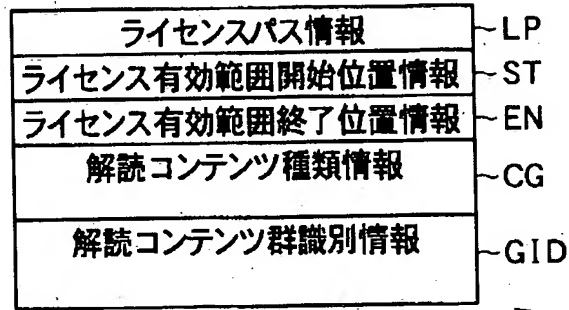 ライセンスパス情報 ~LP
ライセンス有効範囲開始位置情報 ~ST
ライセンス有効範囲終了位置情報 ~EN
解読コンテンツ種類情報 ~CG
解読コンテンツ群識別情報 ~GID